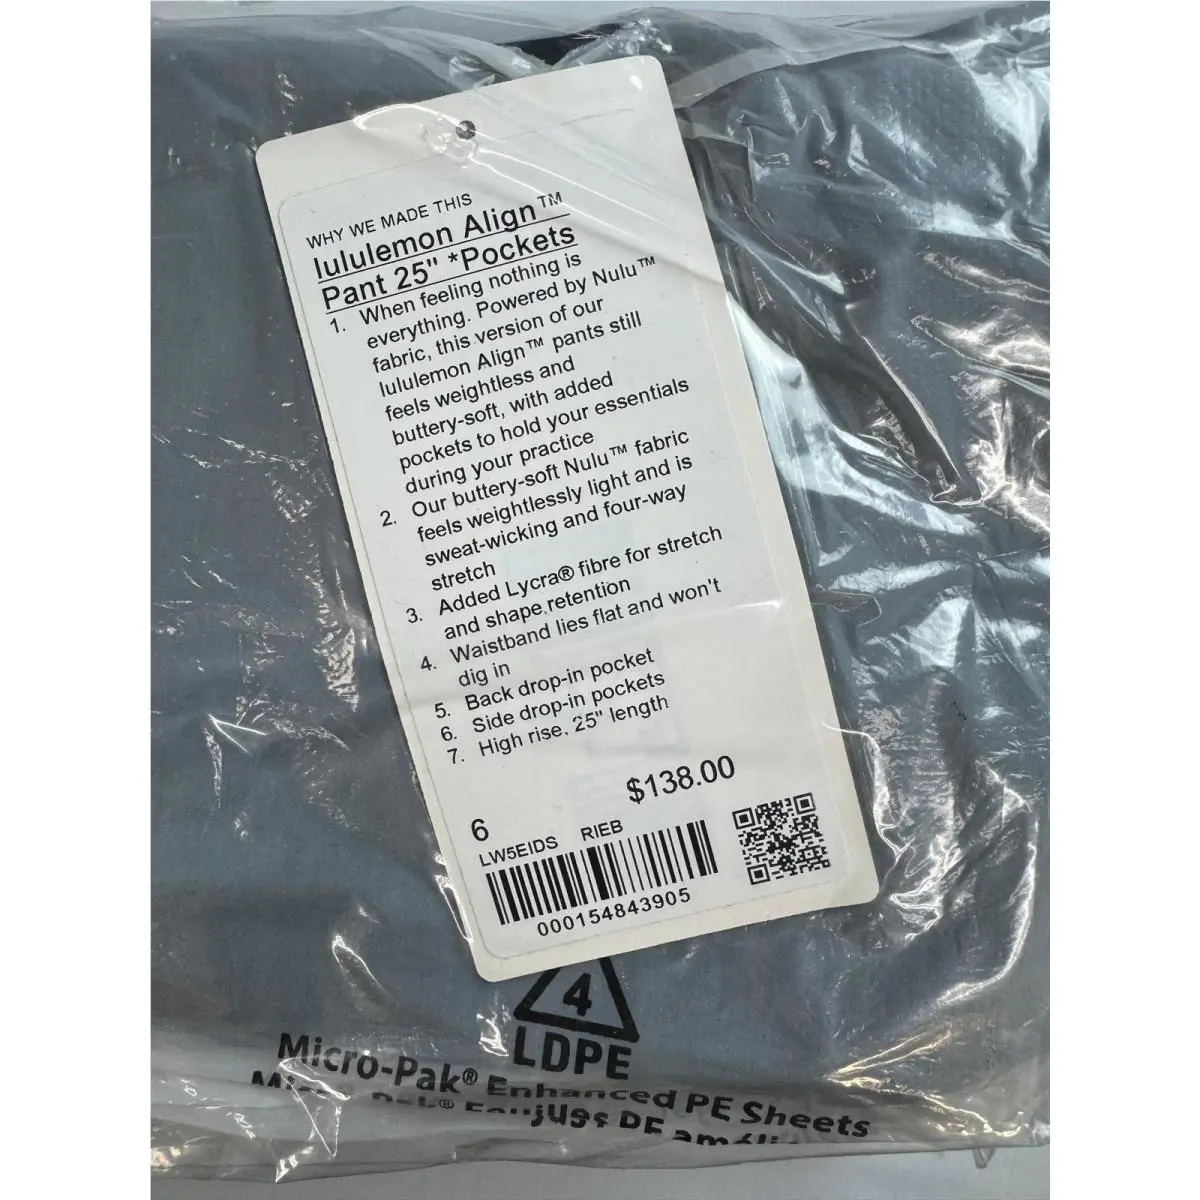 WHY WE MADE THIS
lululemon Align™
Pant 25" *Pockets
1. When feeling nothing is
everything. Powered by Nulu™
fabric, this version of our
lululemon Align™ pants still
feels weightless and
buttery-soft, with added
pockets to hold your essentials
during your practice
2. Our buttery-soft Nulu™ fabric
feels weightlessly light and is
sweat-wicking and four-way
stretch
3. Added Lycra® fibre for stretch
and shape retention
4. Waistband lies flat and won't
dig in
5. Back drop-in pocket
6. Side drop-in pockets
7. High rise, 25" length
$138.00
6
LW5EIDS RIEB
000154843905
4
LDPE
Micro-Pak® Enhanced PE Sheets